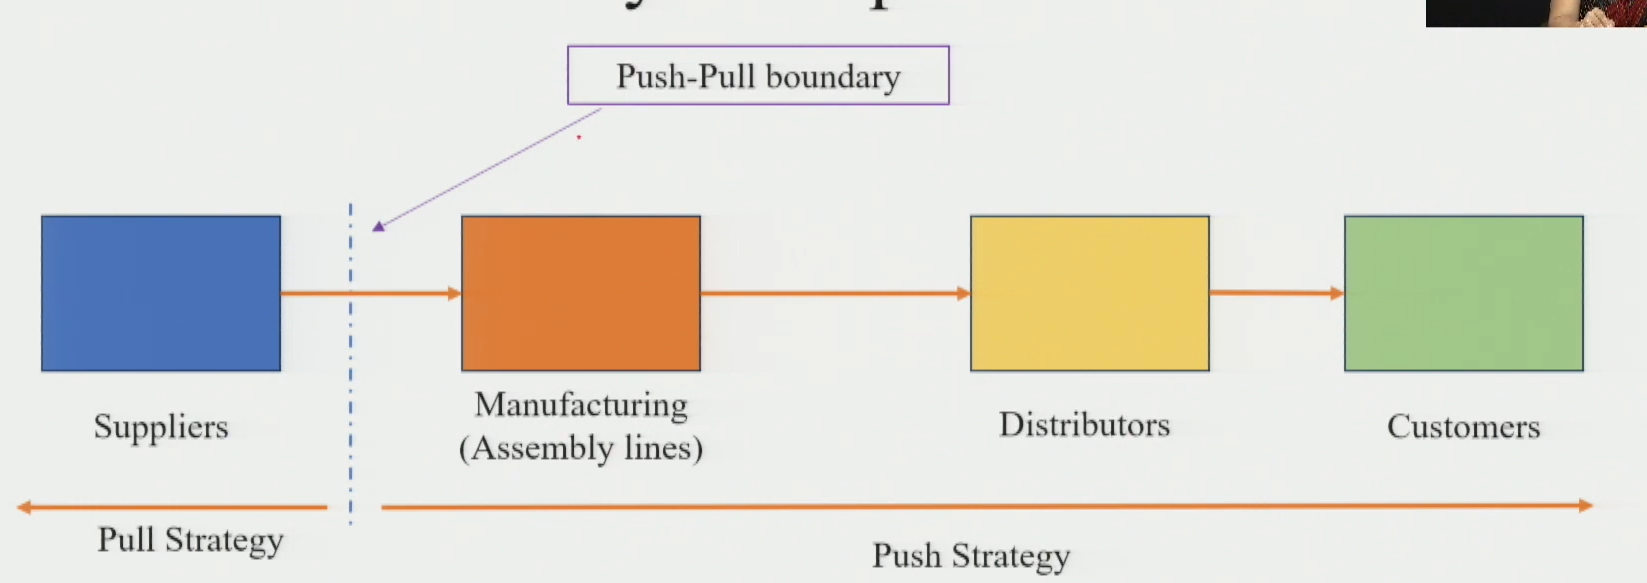 Push-Pull boundary
Suppliers
Manufacturing
(Assembly lines)
Distributors
Customers
Pull Strategy
Push Strategy